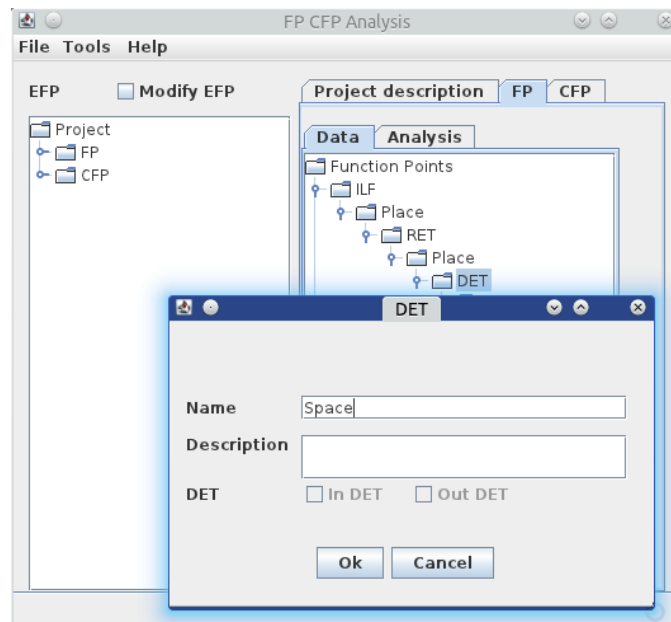 FP CFP Analysis
File Tools Help
EFP Modify EFP
Project
FP
CFP
Project description FP CFP
Data Analysis
Function Points
ILF
Place
RET
Place
DET
DET
Name Space
Description
DET In DET Out DET
Ok Cancel